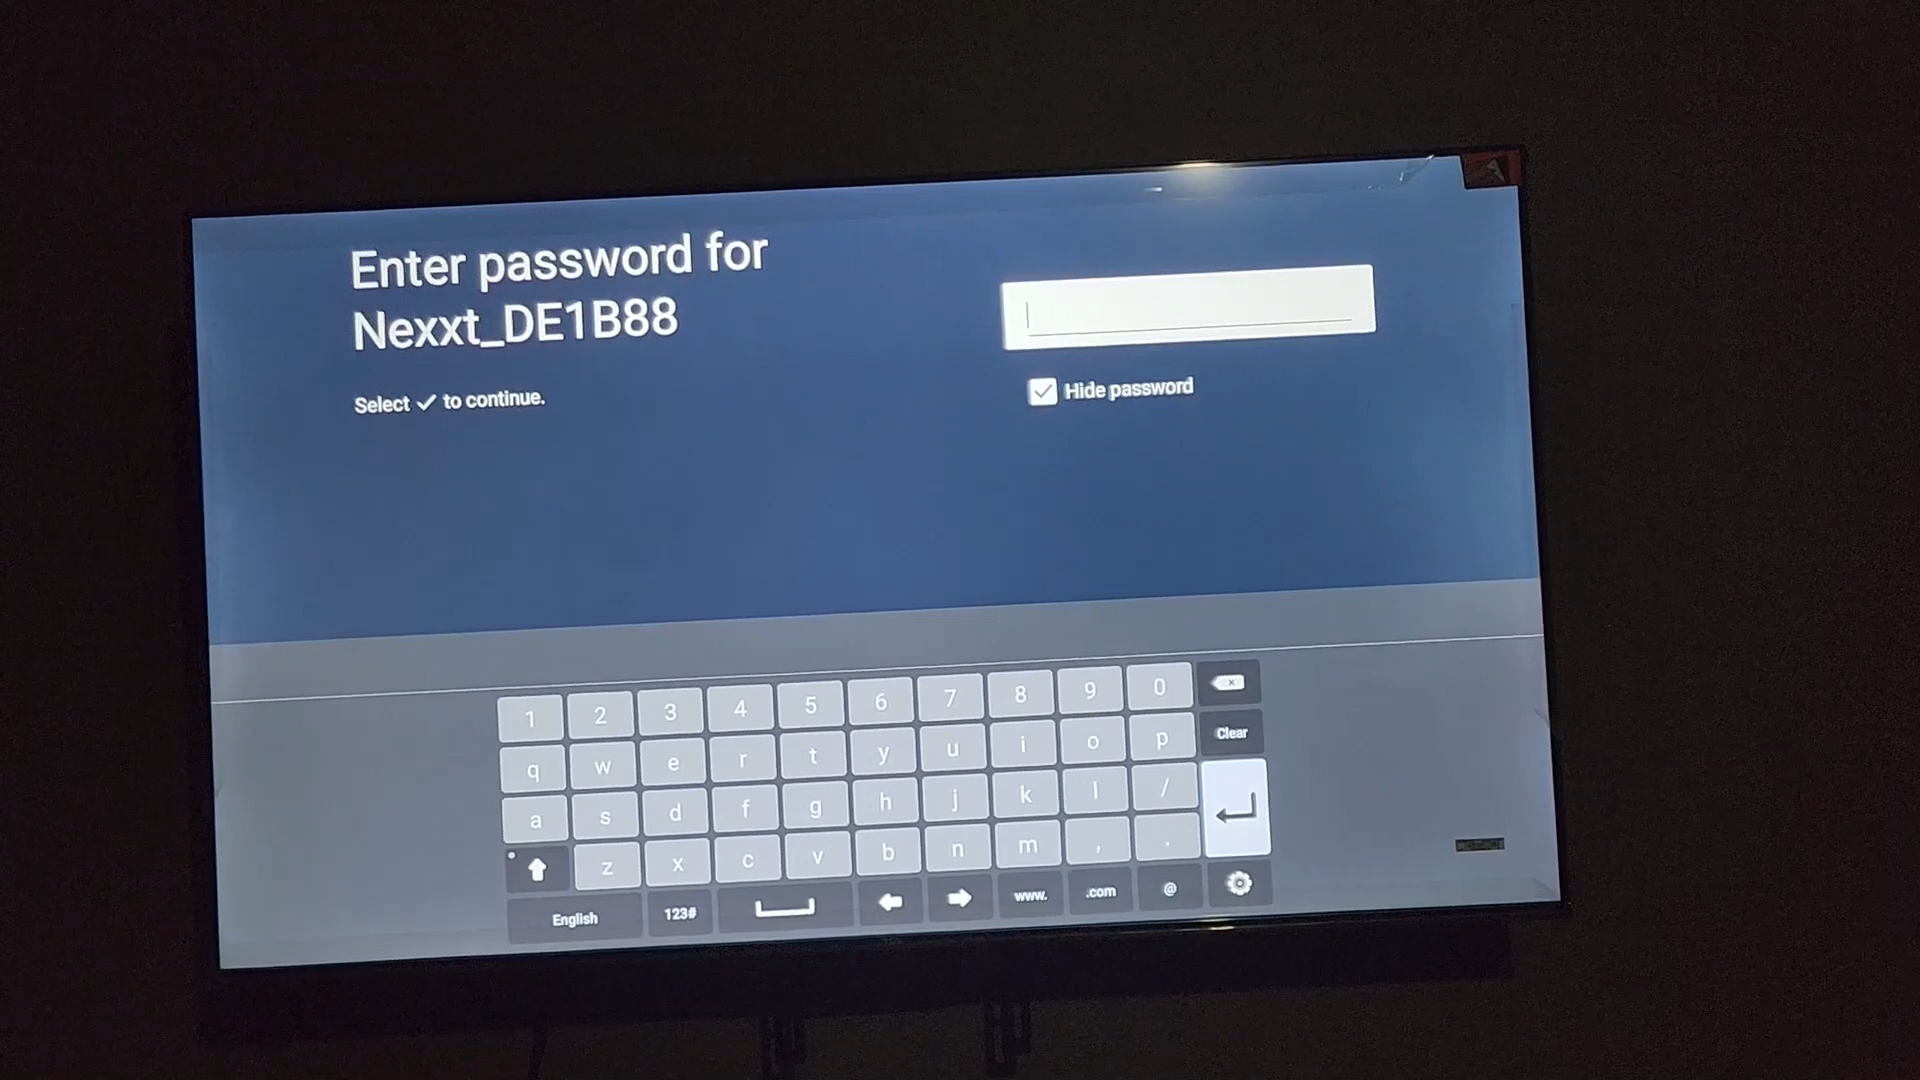 Enter password for
Nexxt_DE1B88
Select ✓ to continue.
Hide password
1 2 3 4 5 6 7 8 9 0
q w e r t y u i o p Clear
a s d f g h j k l /
z x c v b n m , .
English 123# www. .com @